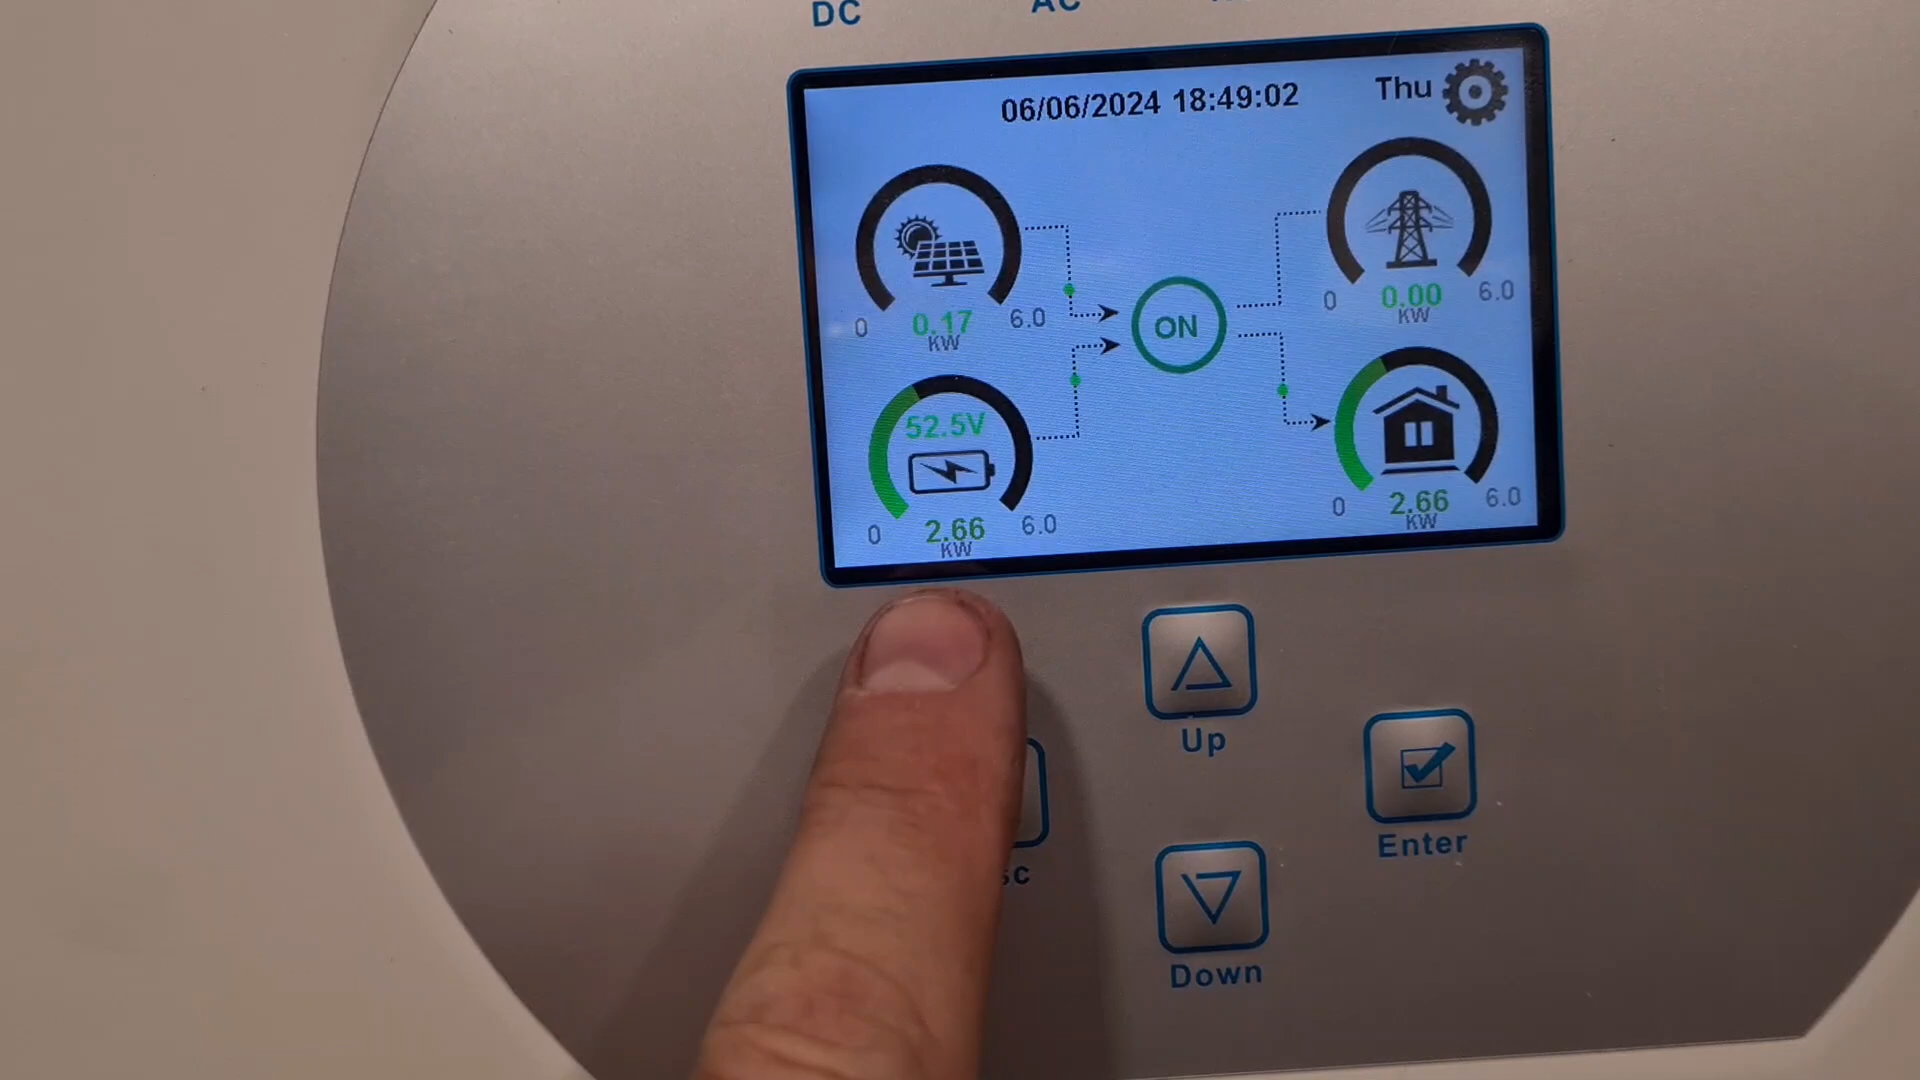 DC
AC
06/06/2024 18:49:02
Thu
0
0.17
6.0
KW
ON
0
0.00
6.0
KW
52.5V
0
2.66
6.0
KW
0
2.66
6.0
KW
Up
Enter
Down